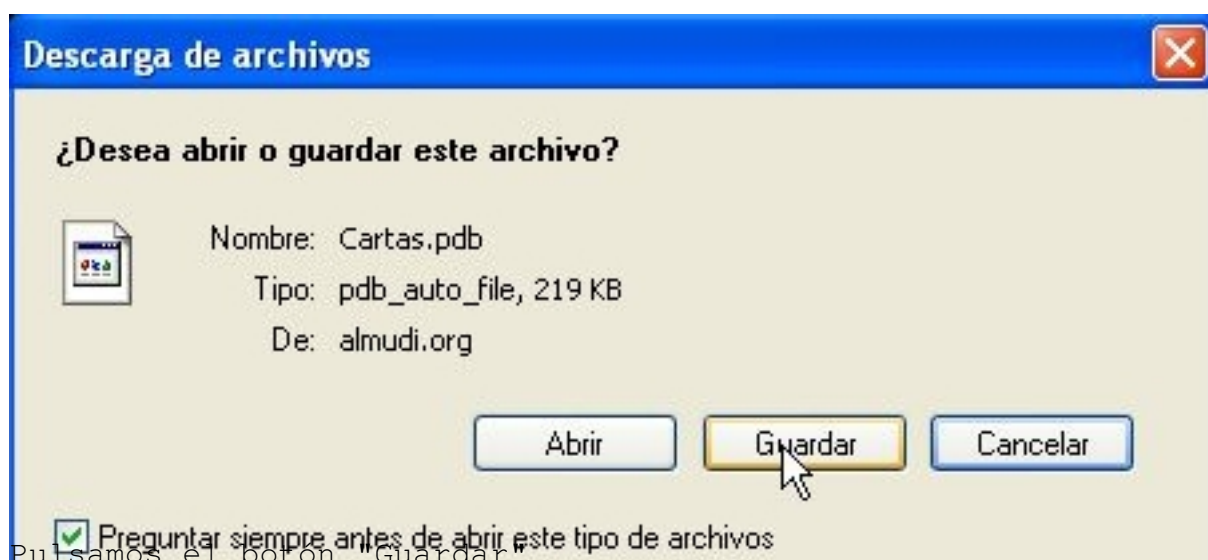 Descarga de archivos
¿Desea abrir o guardar este archivo?
Nombre: Cartas.pdb
Tipo: pdb_auto_file, 219 KB
De: almudi.org
Abrir Guardar Cancelar
Preguntar siempre antes de abrir este tipo de archivos
Pulsamos el botón "Guardar"